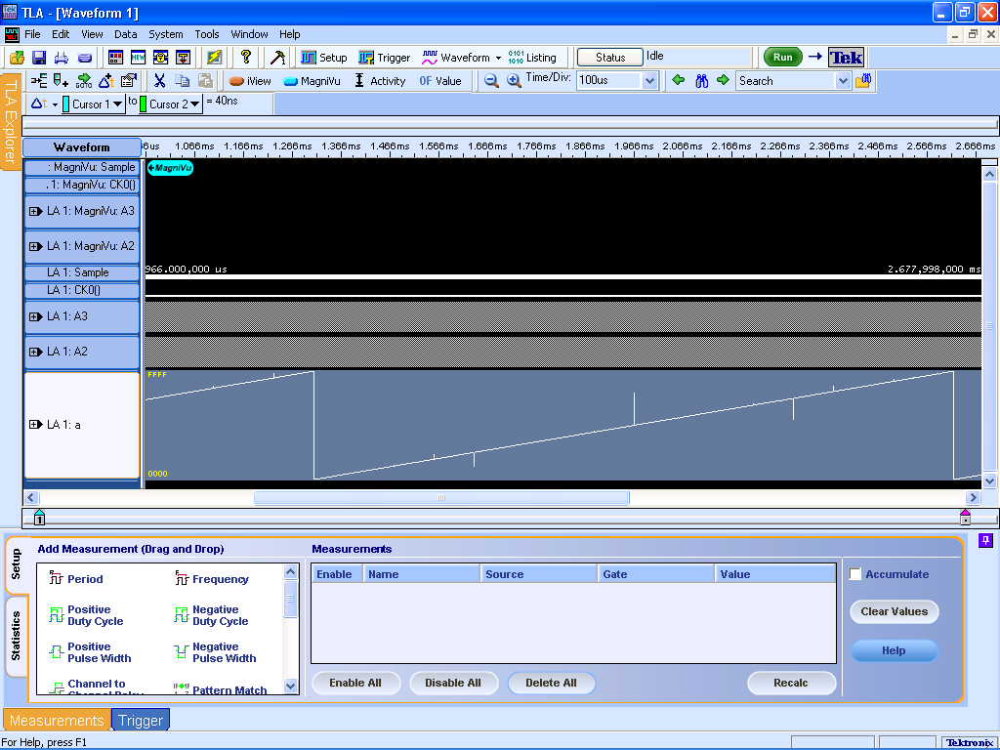 Tek TLA - [Waveform 1]
File Edit View Data System Tools Window Help
Setup Trigger Waveform 0101 1010 Listing Status Idle Run Tek
iView MagniVu Activity 0F Value Time/Div: 100us Search
Cursor 1 to Cursor 2 = 40ns
TLA Explorer
Waveform
6us 1.066ms 1.166ms 1.266ms 1.366ms 1.466ms 1.566ms 1.666ms 1.766ms 1.866ms 1.966ms 2.066ms 2.166ms 2.266ms 2.366ms 2.466ms 2.566ms 2.666ms
: MagniVu: Sample
MagniVu
. 1: MagniVu: CK0()
LA 1: MagniVu: A3
LA 1: MagniVu: A2
LA 1: Sample
966.000,000 us 2.677,998,000 ms
LA 1: CK0()
LA 1: A3
LA 1: A2
FFFF
LA 1: a
0000
1
Setup
Statistics
Add Measurement (Drag and Drop)
Period Frequency
Positive Duty Cycle Negative Duty Cycle
Positive Pulse Width Negative Pulse Width
Channel to Pattern Match
Measurements
Enable Name Source Gate Value
Enable All Disable All Delete All Recalc
Accumulate
Clear Values
Help
Measurements Trigger
For Help, press F1
Tektronix